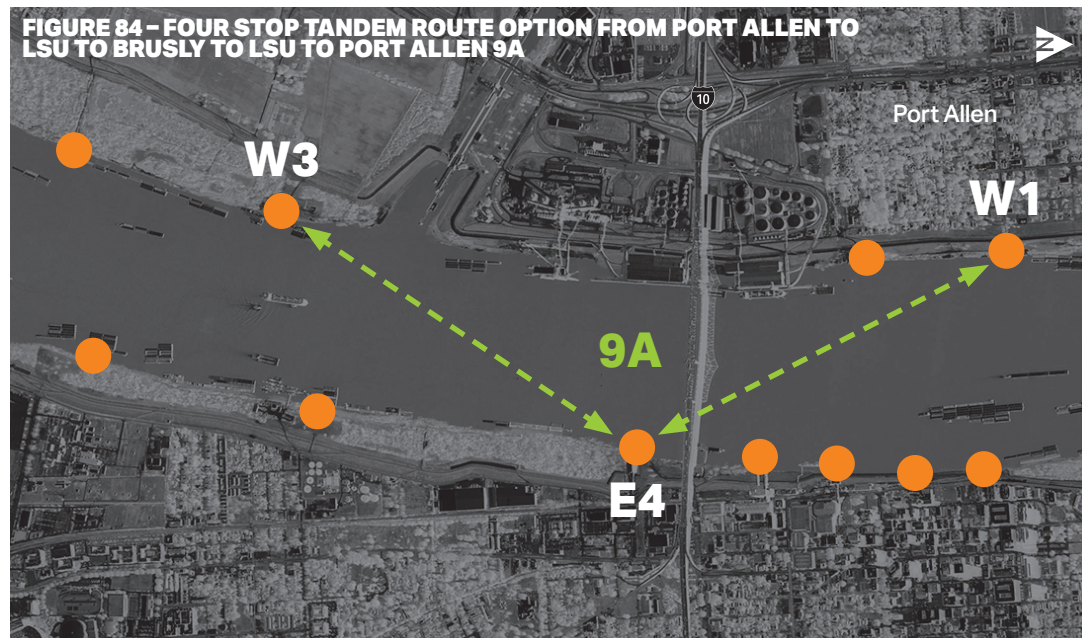 FIGURE 84 – FOUR STOP TANDEM ROUTE OPTION FROM PORT ALLEN TO
LSU TO BRUSLY TO LSU TO PORT ALLEN 9A
N
10
Port Allen
W3
W1
9A
E4